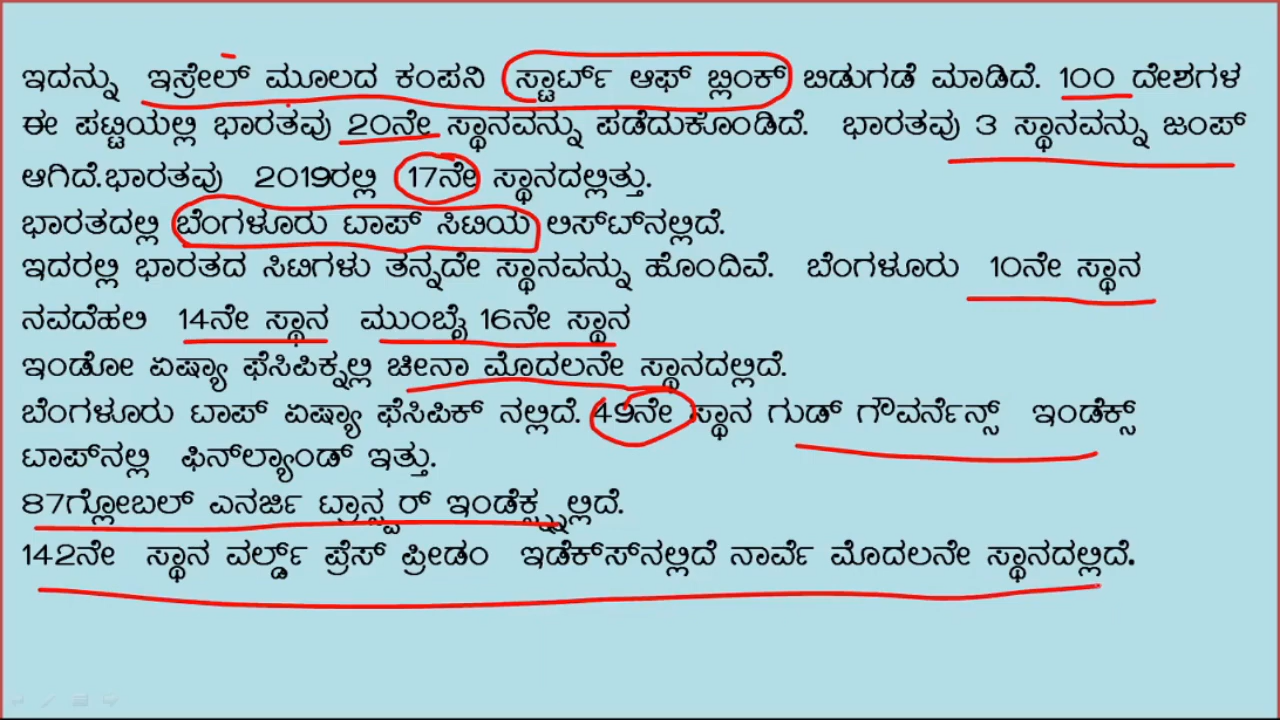 ಇದನ್ನು ಇಸ್ರೇಲ್ ಮೂಲದ ಕಂಪನಿ ಸ್ಟಾರ್ಟ್ ಆಫ್ ಬ್ಲಿಂಕ್ ಬಿಡುಗಡೆ ಮಾಡಿದೆ. 100 ದೇಶಗಳ
ಈ ಪಟ್ಟಿಯಲ್ಲಿ ಭಾರತವು 20ನೇ ಸ್ಥಾನವನ್ನು ಪಡೆದುಕೊಂಡಿದೆ. ಭಾರತವು 3 ಸ್ಥಾನವನ್ನು ಜಂಪ್
ಆಗಿದೆ.ಭಾರತವು 2019ರಲ್ಲಿ 17ನೇ ಸ್ಥಾನದಲ್ಲಿತ್ತು.
ಭಾರತದಲ್ಲಿ ಬೆಂಗಳೂರು ಟಾಪ್ ಸಿಟಿಯ ಆಸ್ಟ್‌ನಲ್ಲಿದೆ.
ಇದರಲ್ಲಿ ಭಾರತದ ಸಿಟಿಗಳು ತನ್ನದೇ ಸ್ಥಾನವನ್ನು ಹೊಂದಿವೆ. ಬೆಂಗಳೂರು 10ನೇ ಸ್ಥಾನ
ನವದೆಹಲಿ 14ನೇ ಸ್ಥಾನ ಮುಂಬೈ 16ನೇ ಸ್ಥಾನ
ಇಂಡೋ ಏಷ್ಯಾ ಫೆಸಿಪಿಕ್ನಲ್ಲಿ ಚೀನಾ ಮೊದಲನೇ ಸ್ಥಾನದಲ್ಲಿದೆ.
ಬೆಂಗಳೂರು ಟಾಪ್ ಏಷ್ಯಾ ಫೆಸಿಪಿಕ್ ನಲ್ಲಿದೆ. 49ನೇ ಸ್ಥಾನ ಗುಡ್ ಗೌವರ್ನೆನ್ಸ್ ಇಂಡೆಕ್ಸ್
ಟಾಪ್‌ನಲ್ಲಿ ಫಿನ್‌ಲ್ಯಾಂಡ್ ಇತ್ತು.
87ಗ್ಲೋಬಲ್ ಎನರ್ಜಿ ಇಂಡೆಕ್ಸ್ನಲ್ಲಿದೆ.
142ನೇ ಸ್ಥಾನ ವರ್ಲ್ಡ್ ಪ್ರೆಸ್ ಪ್ರೀಡಂ ಇಡೆಕ್ಸ್‌ನಲ್ಲಿದೆ ನಾರ್ವೆ ಮೊದಲನೇ ಸ್ಥಾನದಲ್ಲಿದೆ.